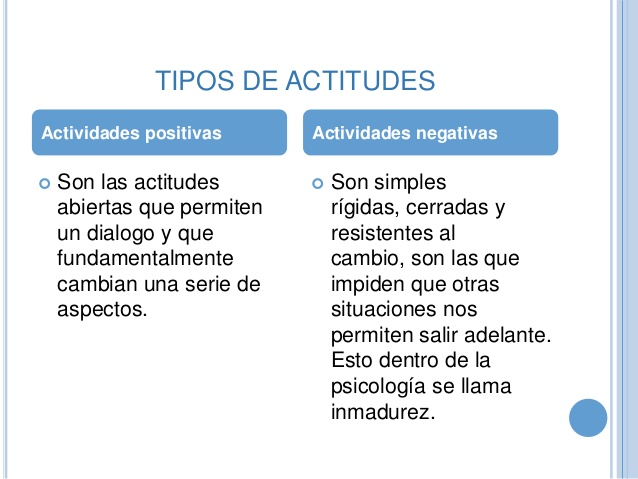 TIPOS DE ACTITUDES
Actividades positivas
Son las actitudes
abiertas que permiten
un dialogo y que
fundamentalmente
cambian una serie de
aspectos.
Actividades negativas
Son simples
rígidas, cerradas y
resistentes al
cambio, son las que
impiden que otras
situaciones nos
permiten salir adelante.
Esto dentro de la
psicología se llama
inmadurez.